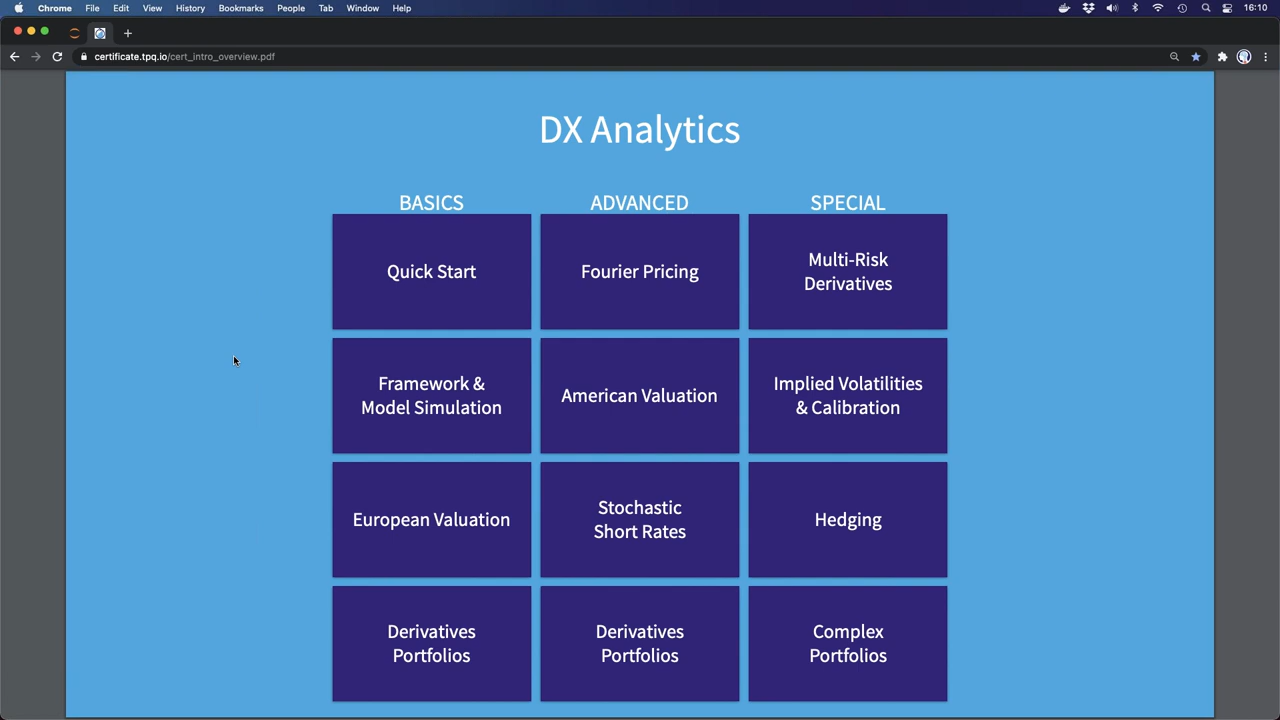 Chrome File Edit View History Bookmarks People Tab Window Help 16:10
certificate.tpq.io/cert_intro_overview.pdf
DX Analytics
BASICS ADVANCED SPECIAL
Quick Start
Fourier Pricing
Multi-Risk
Derivatives
Framework &
Model Simulation
American Valuation
Implied Volatilities
& Calibration
European Valuation
Stochastic
Short Rates
Hedging
Derivatives
Portfolios
Derivatives
Portfolios
Complex
Portfolios